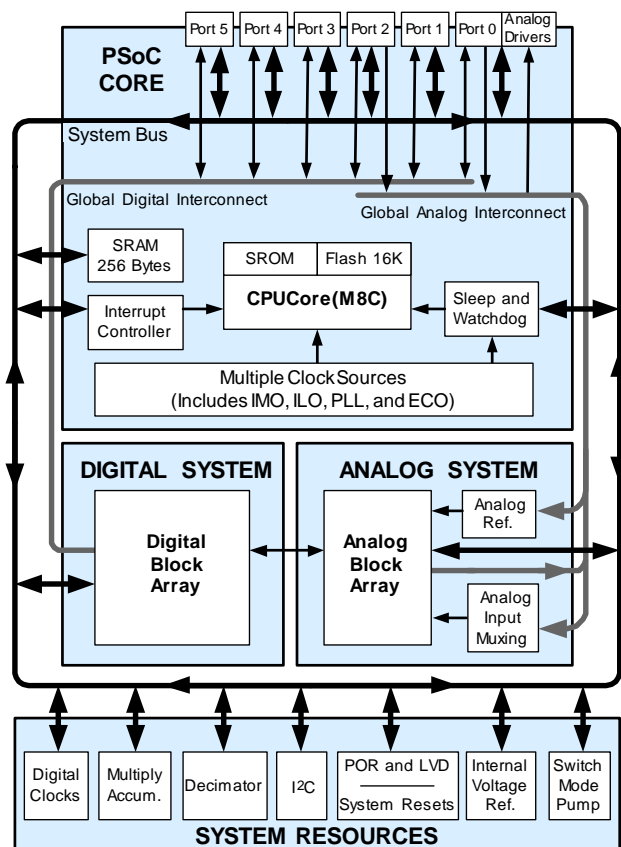 Port 5 Port 4 Port 3 Port 2 Port 1 Port 0 Analog
Drivers
PSoC
CORE
System Bus
Global Digital Interconnect
Global Analog Interconnect
SRAM
256 Bytes
SROM Flash 16K
CPUCore(M8C)
Interrupt
Controller
Sleep and
Watchdog
Multiple Clock Sources
(Includes IMO, ILO, PLL, and ECO)
DIGITAL SYSTEM
Digital
Block
Array
ANALOG SYSTEM
Analog
Block
Array
Analog
Ref.
Analog
Input
Muxing
Digital
Clocks
Multiply
Accum.
Decimator
I²C
POR and LVD
System Resets
Internal
Voltage
Ref.
Switch
Mode
Pump
SYSTEM RESOURCES